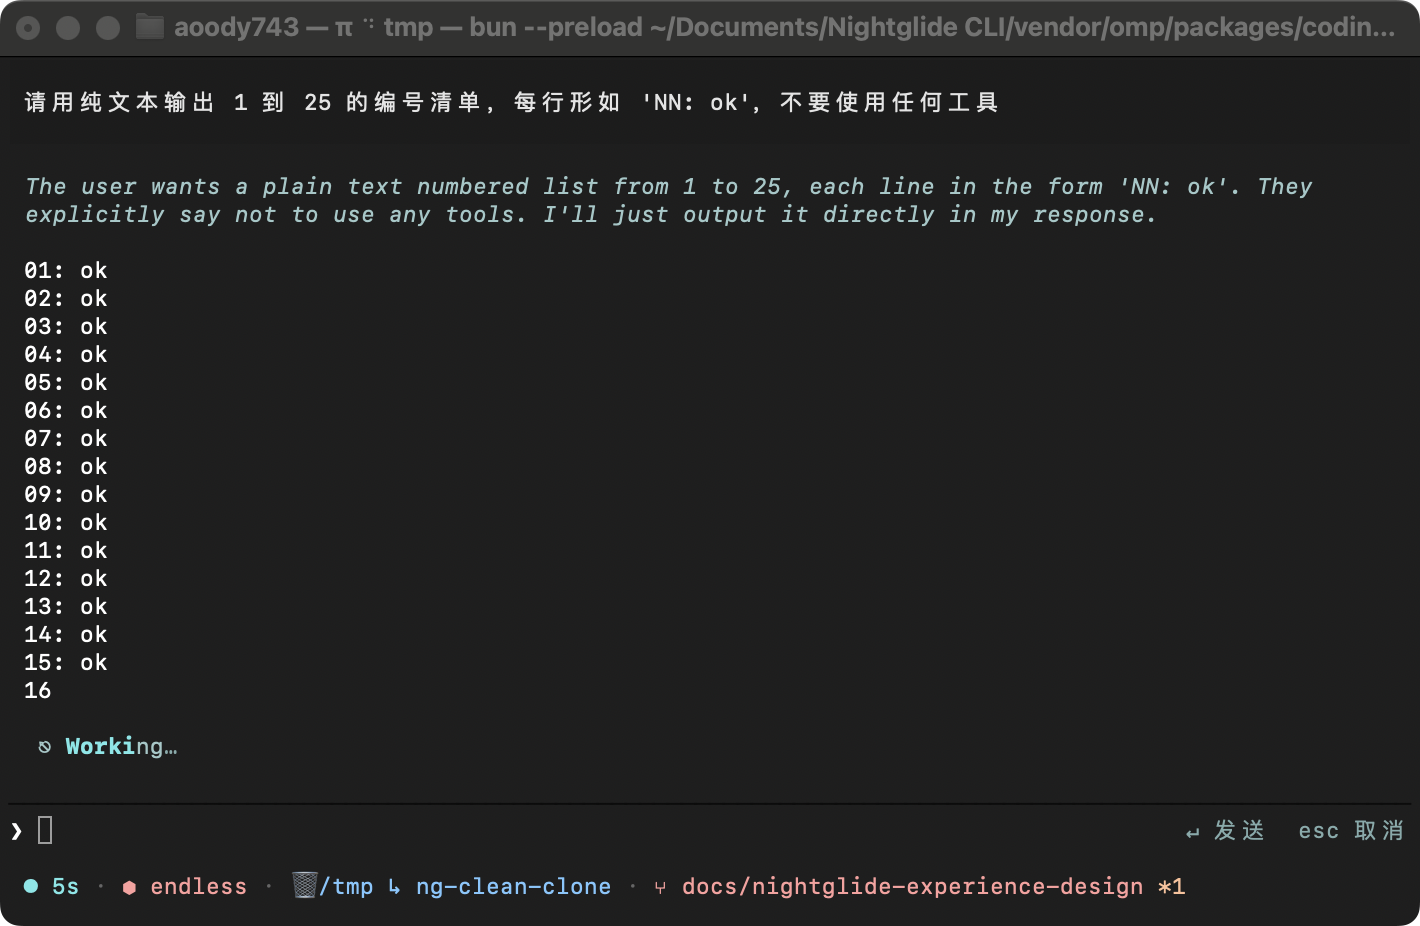 aoody743 — π ⠙ tmp — bun --preload ~/Documents/Nightglide CLI/vendor/omp/packages/codin...
请用纯文本输出 1 到 25 的编号清单，每行形如 'NN: ok'，不要使用任何工具
The user wants a plain text numbered list from 1 to 25, each line in the form 'NN: ok'. They
explicitly say not to use any tools. I'll just output it directly in my response.
01: ok
02: ok
03: ok
04: ok
05: ok
06: ok
07: ok
08: ok
09: ok
10: ok
11: ok
12: ok
13: ok
14: ok
15: ok
16
Working…
❯ ↵ 发送 esc 取消
● 5s · ⬢ endless · 🗑/tmp ↳ ng-clean-clone · ⑂ docs/nightglide-experience-design *1